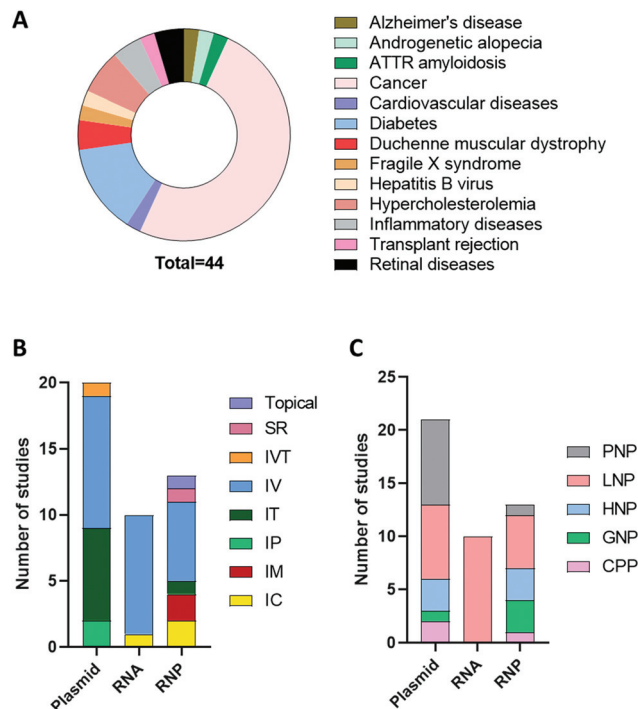 A
Alzheimer's disease
Androgenetic alopecia
ATTR amyloidosis
Cancer
Cardiovascular diseases
Diabetes
Duchenne muscular dystrophy
Fragile X syndrome
Hepatitis B virus
Hypercholesterolemia
Inflammatory diseases
Transplant rejection
Retinal diseases
Total=44
B
Number of studies
20
15
10
5
0
Plasmid
RNA
RNP
Topical
SR
IVT
IV
IT
IP
IM
IC
C
Number of studies
25
20
15
10
5
0
Plasmid
RNA
RNP
PNP
LNP
HNP
GNP
CPP